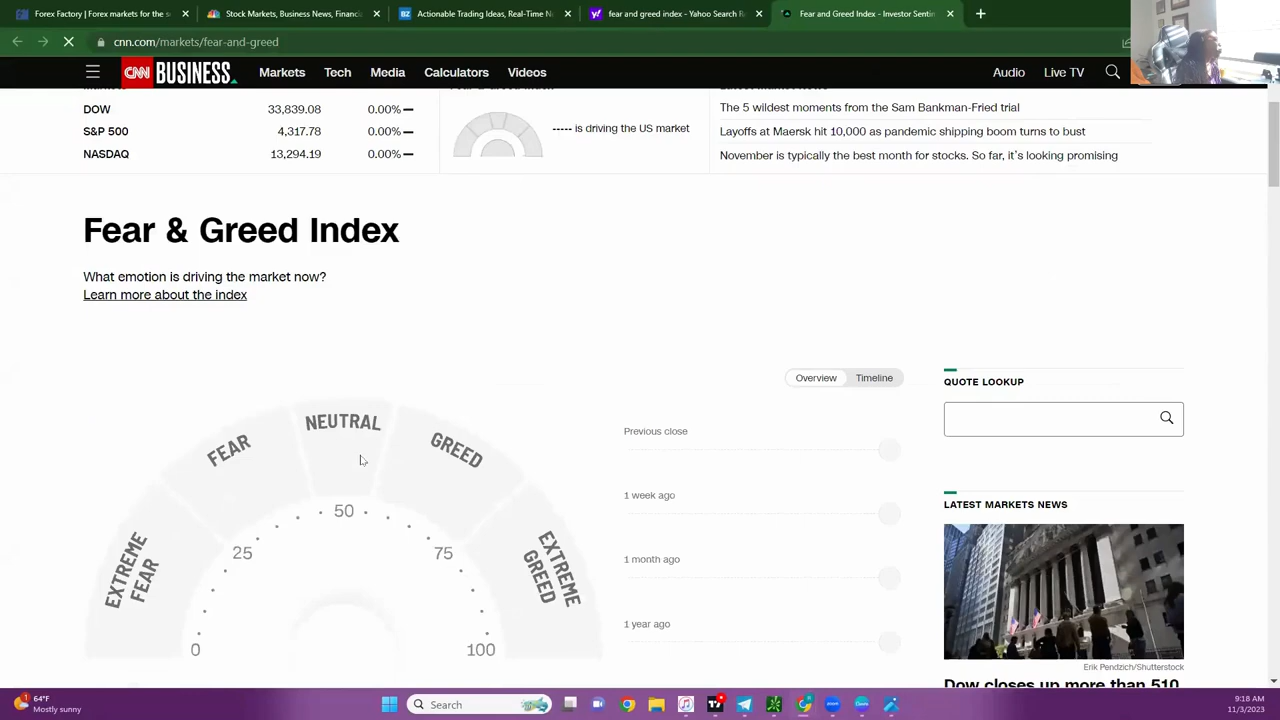 Forex Factory | Forex markets for the s
Stock Markets, Business News, Financi
Actionable Trading Ideas, Real-Time N
fear and greed index - Yahoo Search R
Fear and Greed Index - Investor Senti
cnn.com/markets/fear-and-greed
CNN BUSINESS
Markets
Tech
Media
Calculators
Videos
Audio
Live TV
DOW 33,839.08 0.00%
S&P 500 4,317.78 0.00%
NASDAQ 13,294.19 0.00%
----- is driving the US market
The 5 wildest moments from the Sam Bankman-Fried trial
Layoffs at Maersk hit 10,000 as pandemic shipping boom turns to bust
November is typically the best month for stocks. So far, it's looking promising
Fear & Greed Index
What emotion is driving the market now?
Learn more about the index
Overview
Timeline
EXTREME FEAR
FEAR
NEUTRAL
GREED
EXTREME GREED
0
25
50
75
100
Previous close
1 week ago
1 month ago
1 year ago
QUOTE LOOKUP
LATEST MARKETS NEWS
Erik Pendzich/Shutterstock
Dow closes up more than 510
64°F
Mostly sunny
Search
9:18 AM
11/3/2023